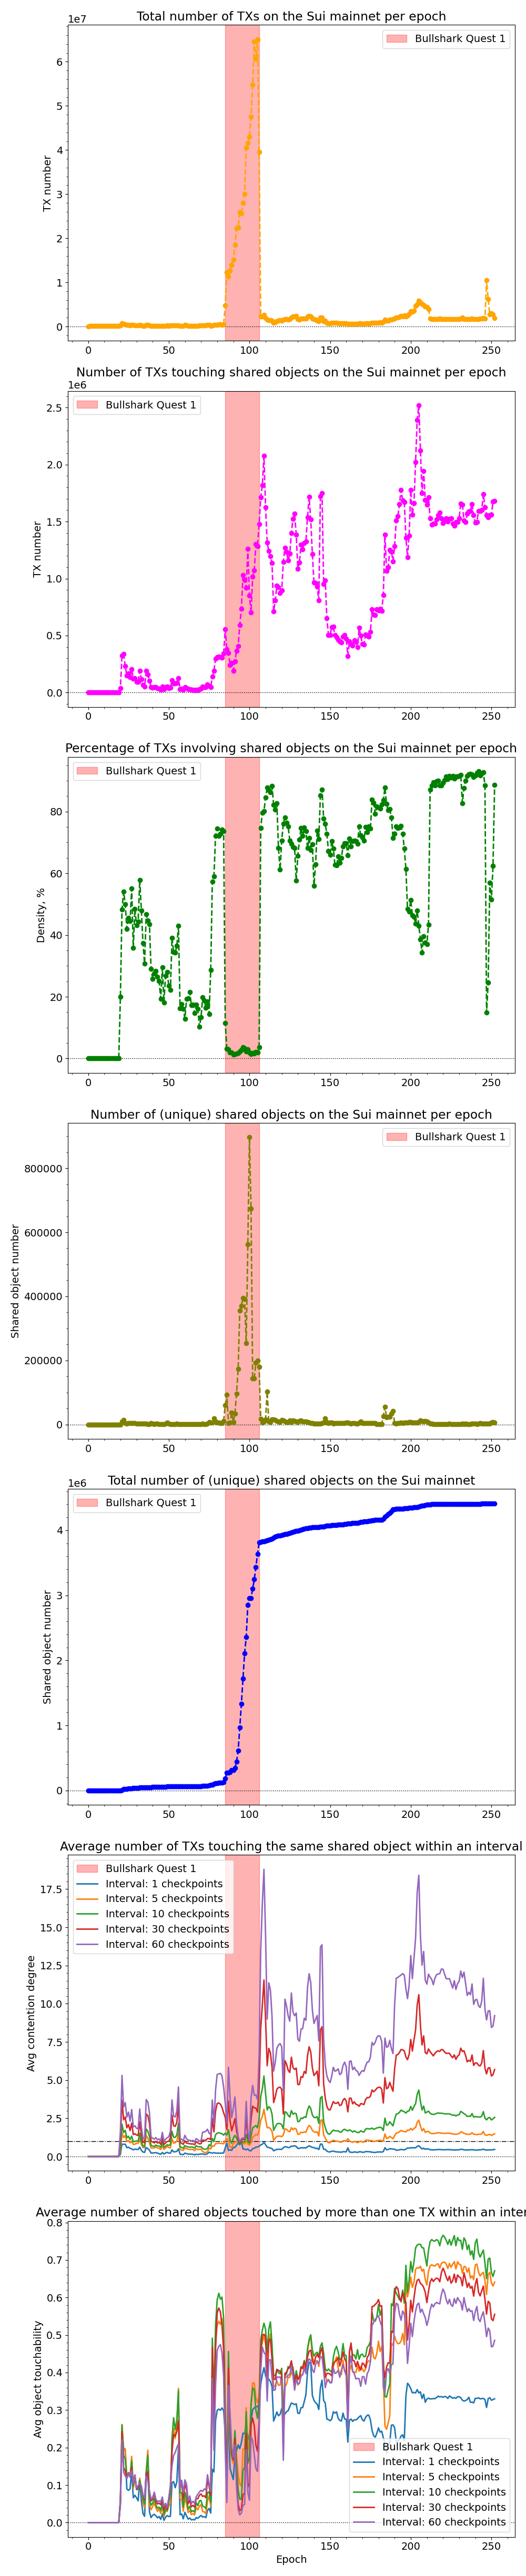 Total number of TXs on the Sui mainnet per epoch
1e7
Bullshark Quest 1
TX number
6
5
4
3
2
1
0
0 50 100 150 200 250
Number of TXs touching shared objects on the Sui mainnet per epoch
1e6
Bullshark Quest 1
TX number
2.5
2.0
1.5
1.0
0.5
0.0
0 50 100 150 200 250
Percentage of TXs involving shared objects on the Sui mainnet per epoch
Bullshark Quest 1
Density, %
80
60
40
20
0
0 50 100 150 200 250
Number of (unique) shared objects on the Sui mainnet per epoch
Bullshark Quest 1
Shared object number
800000
600000
400000
200000
0
0 50 100 150 200 250
Total number of (unique) shared objects on the Sui mainnet
1e6
Bullshark Quest 1
Shared object number
4
3
2
1
0
0 50 100 150 200 250
Average number of TXs touching the same shared object within an interval
Bullshark Quest 1
Interval: 1 checkpoints
Interval: 5 checkpoints
Interval: 10 checkpoints
Interval: 30 checkpoints
Interval: 60 checkpoints
Avg contention degree
17.5
15.0
12.5
10.0
7.5
5.0
2.5
0.0
0 50 100 150 200 250
Average number of shared objects touched by more than one TX within an inter
Avg object touchability
0.8
0.7
0.6
0.5
0.4
0.3
0.2
0.1
0.0
Bullshark Quest 1
Interval: 1 checkpoints
Interval: 5 checkpoints
Interval: 10 checkpoints
Interval: 30 checkpoints
Interval: 60 checkpoints
0 50 100 150 200 250
Epoch